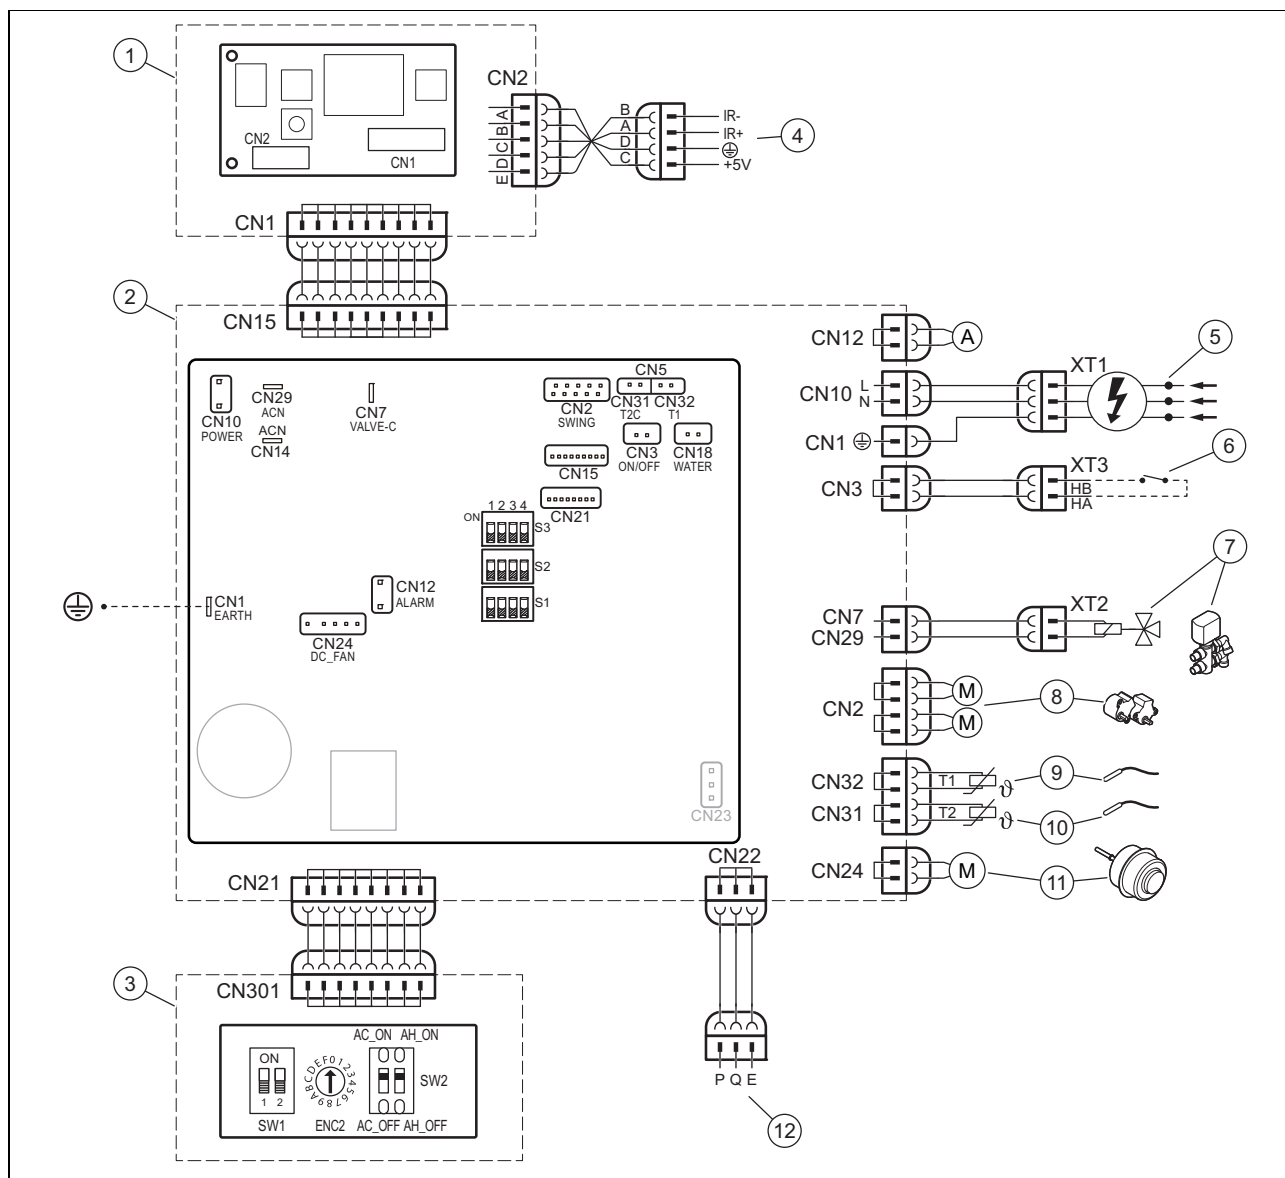 1
CN2
CN2
CN1
A
B
C
D
E
B
A
D
C
IR-
IR+
+5V
4
CN1
2
CN15
CN10
POWER
CN29
ACN
ACN
CN14
CN7
VALVE-C
CN2
SWING
CN5
CN31
T2C
CN32
T1
CN3
ON/OFF
CN18
WATER
CN15
CN21
1 2 3 4
ON
S3
S2
S1
CN1
EARTH
CN12
ALARM
CN24
DC_FAN
CN23
CN12
A
CN10
L
N
XT1
5
CN1
CN3
XT3
HB
HA
6
7
CN7
CN29
XT2
CN2
M
M
8
CN32
T1
ϑ
9
CN31
T2
ϑ
10
CN24
M
11
CN21
CN22
3
CN301
P Q E
12
ON
1 2
SW1
0123456789ABCDEF
ENC2
AC_ON AH_ON
SW2
AC_OFF AH_OFF